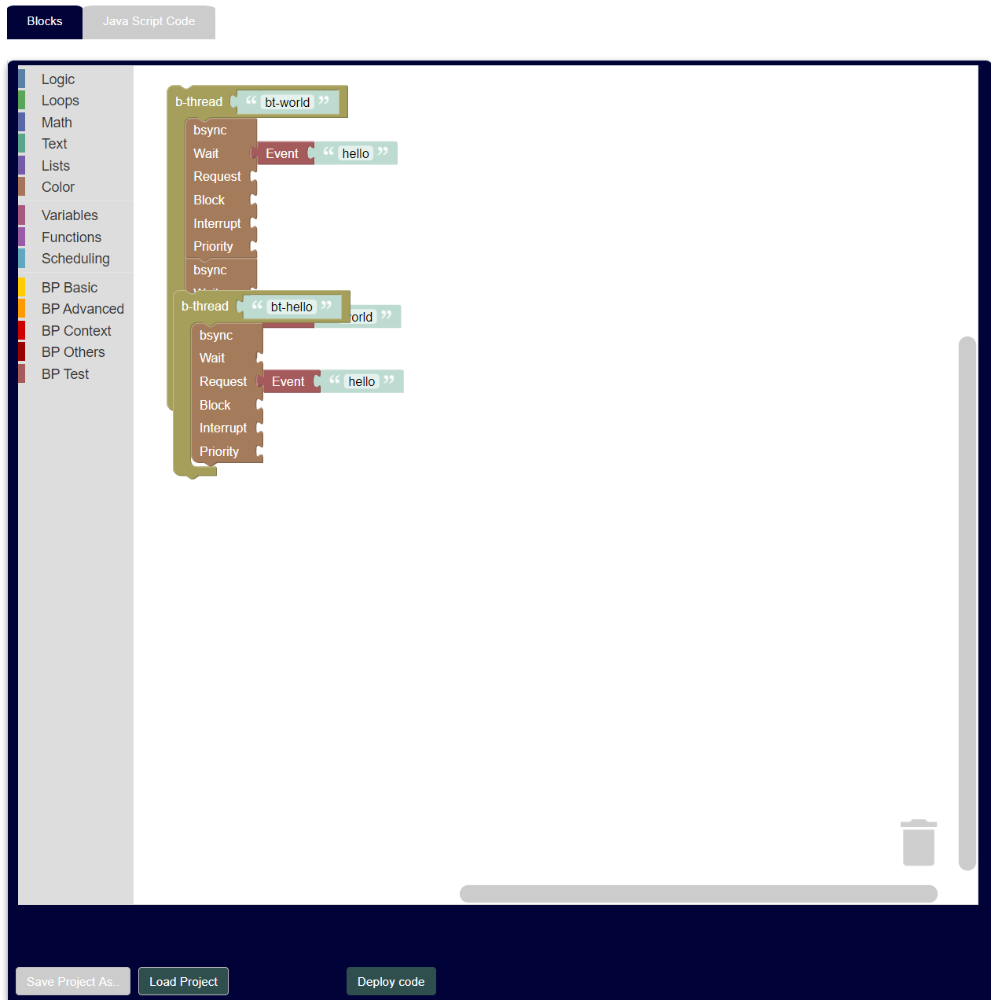 Blocks
Java Script Code
Logic
Loops
Math
Text
Lists
Color
Variables
Functions
Scheduling
BP Basic
BP Advanced
BP Context
BP Others
BP Test
b-thread “ bt-world ”
bsync
Wait Event “ hello ”
Request
Block
Interrupt
Priority
bsync
b-thread “ bt-hello ”
bsync
Wait
Request Event “ hello ”
Block
Interrupt
Priority
Save Project As..
Load Project
Deploy code